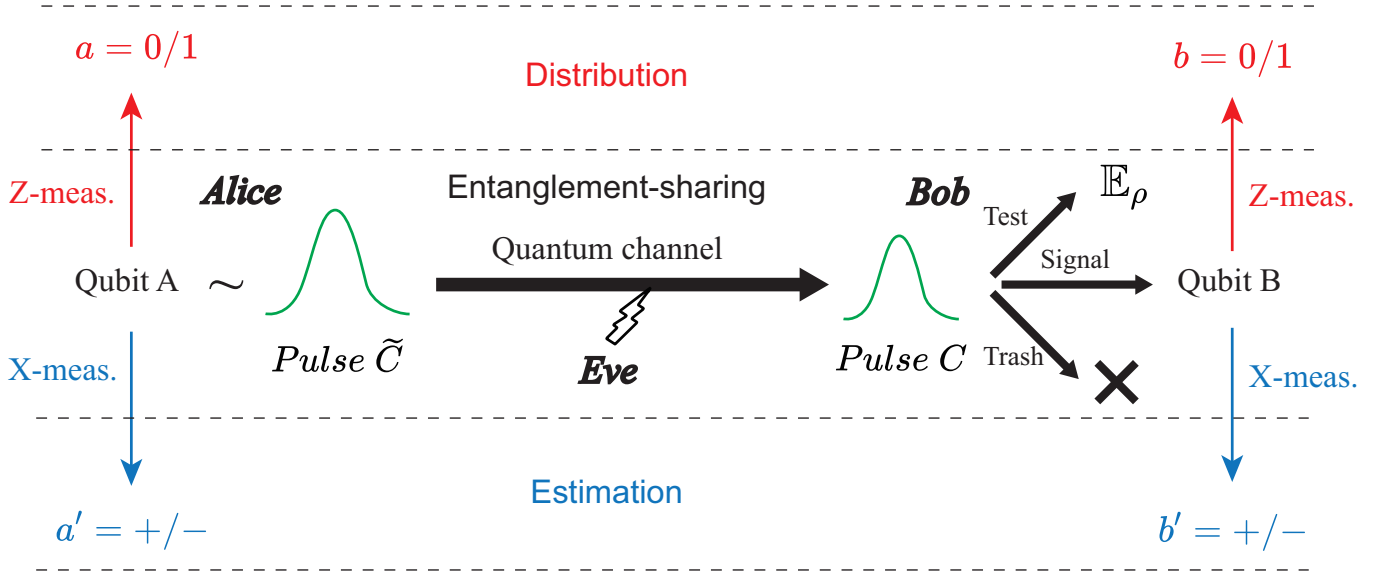 a = 0/1
Distribution
b = 0/1
Z-meas.
Alice
Entanglement-sharing
Bob
Test
𝔼ρ
Z-meas.
Quantum channel
Signal
Qubit A ∼
Qubit B
Pulse C̃
Eve
Pulse C
Trash
X-meas.
X-meas.
Estimation
a′ = +/−
b′ = +/−